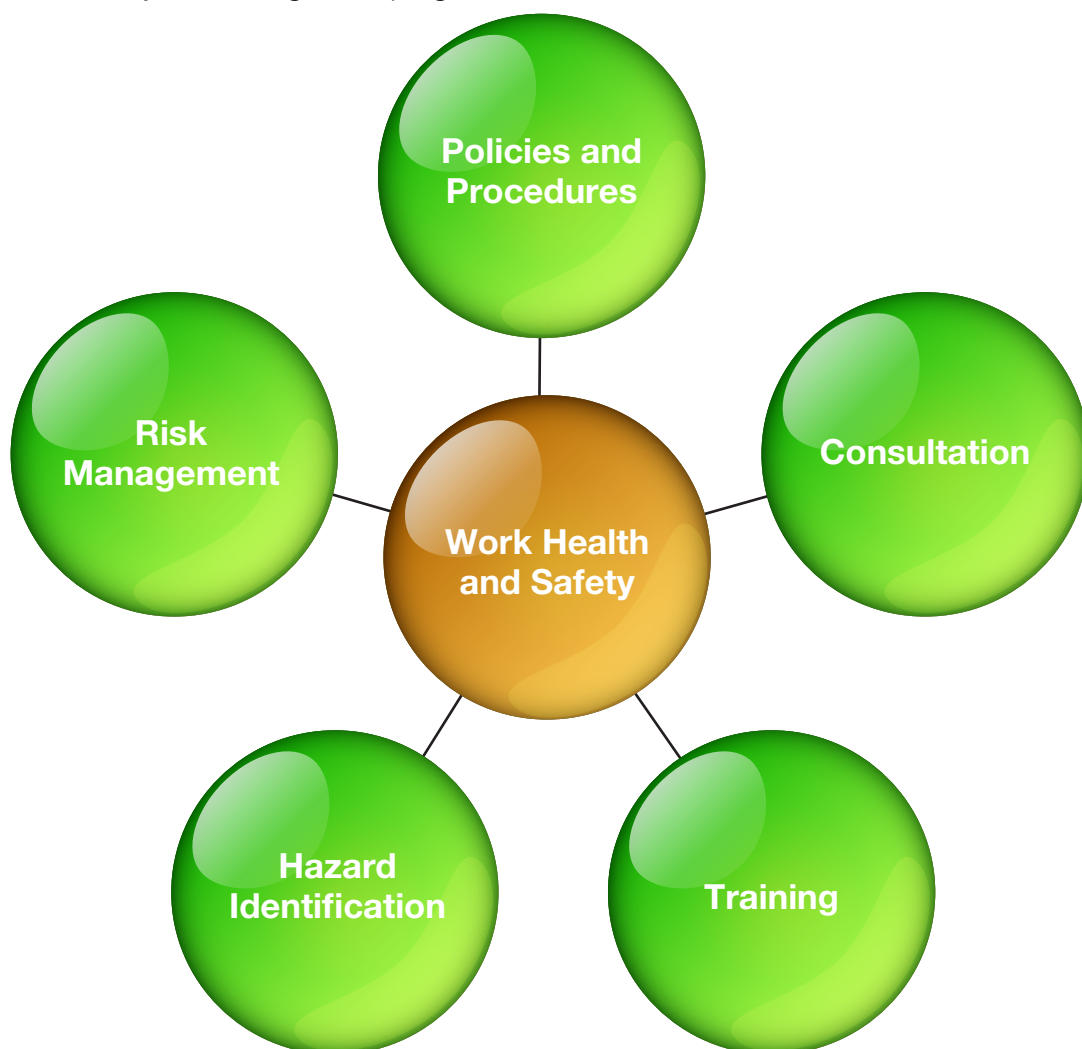 Policies and
Procedures
Risk
Management
Consultation
Work Health
and Safety
Hazard
Identification
Training